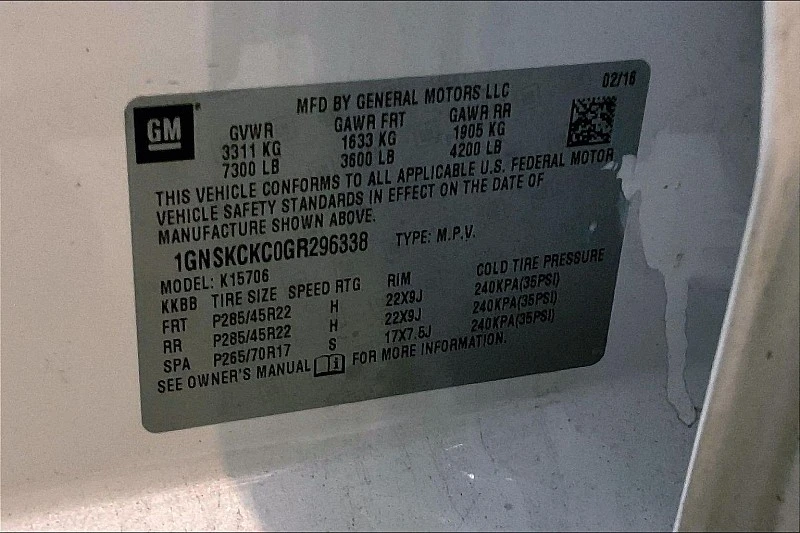 GM
MFD BY GENERAL MOTORS LLC 02/16
GVWR GAWR FRT GAWR RR
3311 KG 1633 KG 1905 KG
7300 LB 3600 LB 4200 LB
THIS VEHICLE CONFORMS TO ALL APPLICABLE U.S. FEDERAL MOTOR
VEHICLE SAFETY STANDARDS IN EFFECT ON THE DATE OF
MANUFACTURE SHOWN ABOVE.
1GNSKCKC0GR296338 TYPE: M.P.V.
MODEL: K15706
KKBB TIRE SIZE SPEED RTG RIM COLD TIRE PRESSURE
FRT P285/45R22 H 22X9J 240KPA(35PSI)
RR P285/45R22 H 22X9J 240KPA(35PSI)
SPA P265/70R17 S 17X7.5J 240KPA(35PSI)
SEE OWNER'S MANUAL FOR MORE INFORMATION.